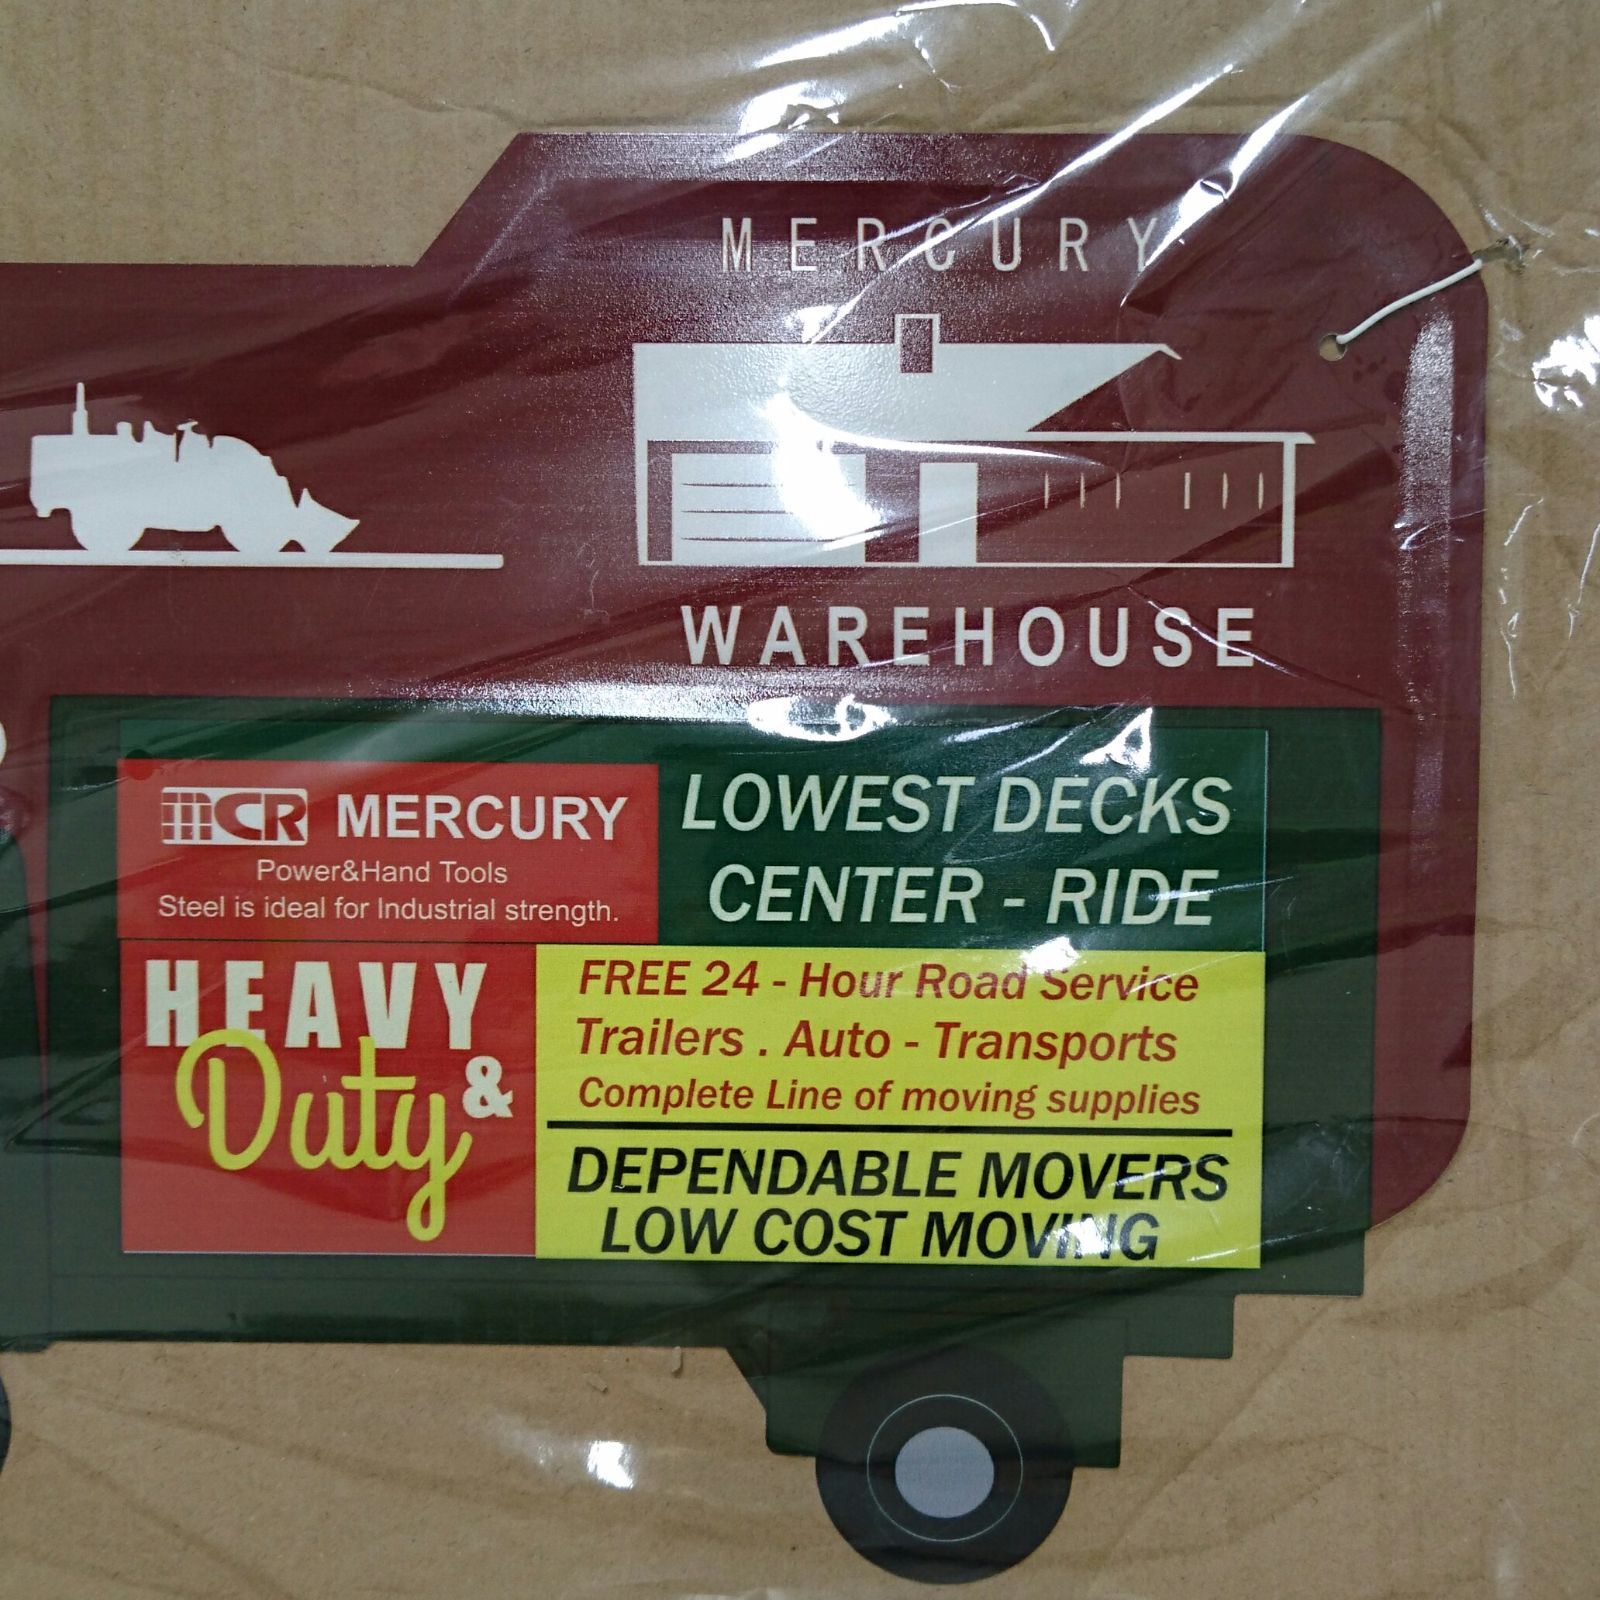 MERCURY
WAREHOUSE
MCR MERCURY
Power&Hand Tools
Steel is ideal for Industrial strength.
LOWEST DECKS
CENTER - RIDE
HEAVY
Duty &
FREE 24 - Hour Road Service
Trailers . Auto - Transports
Complete Line of moving supplies
DEPENDABLE MOVERS
LOW COST MOVING